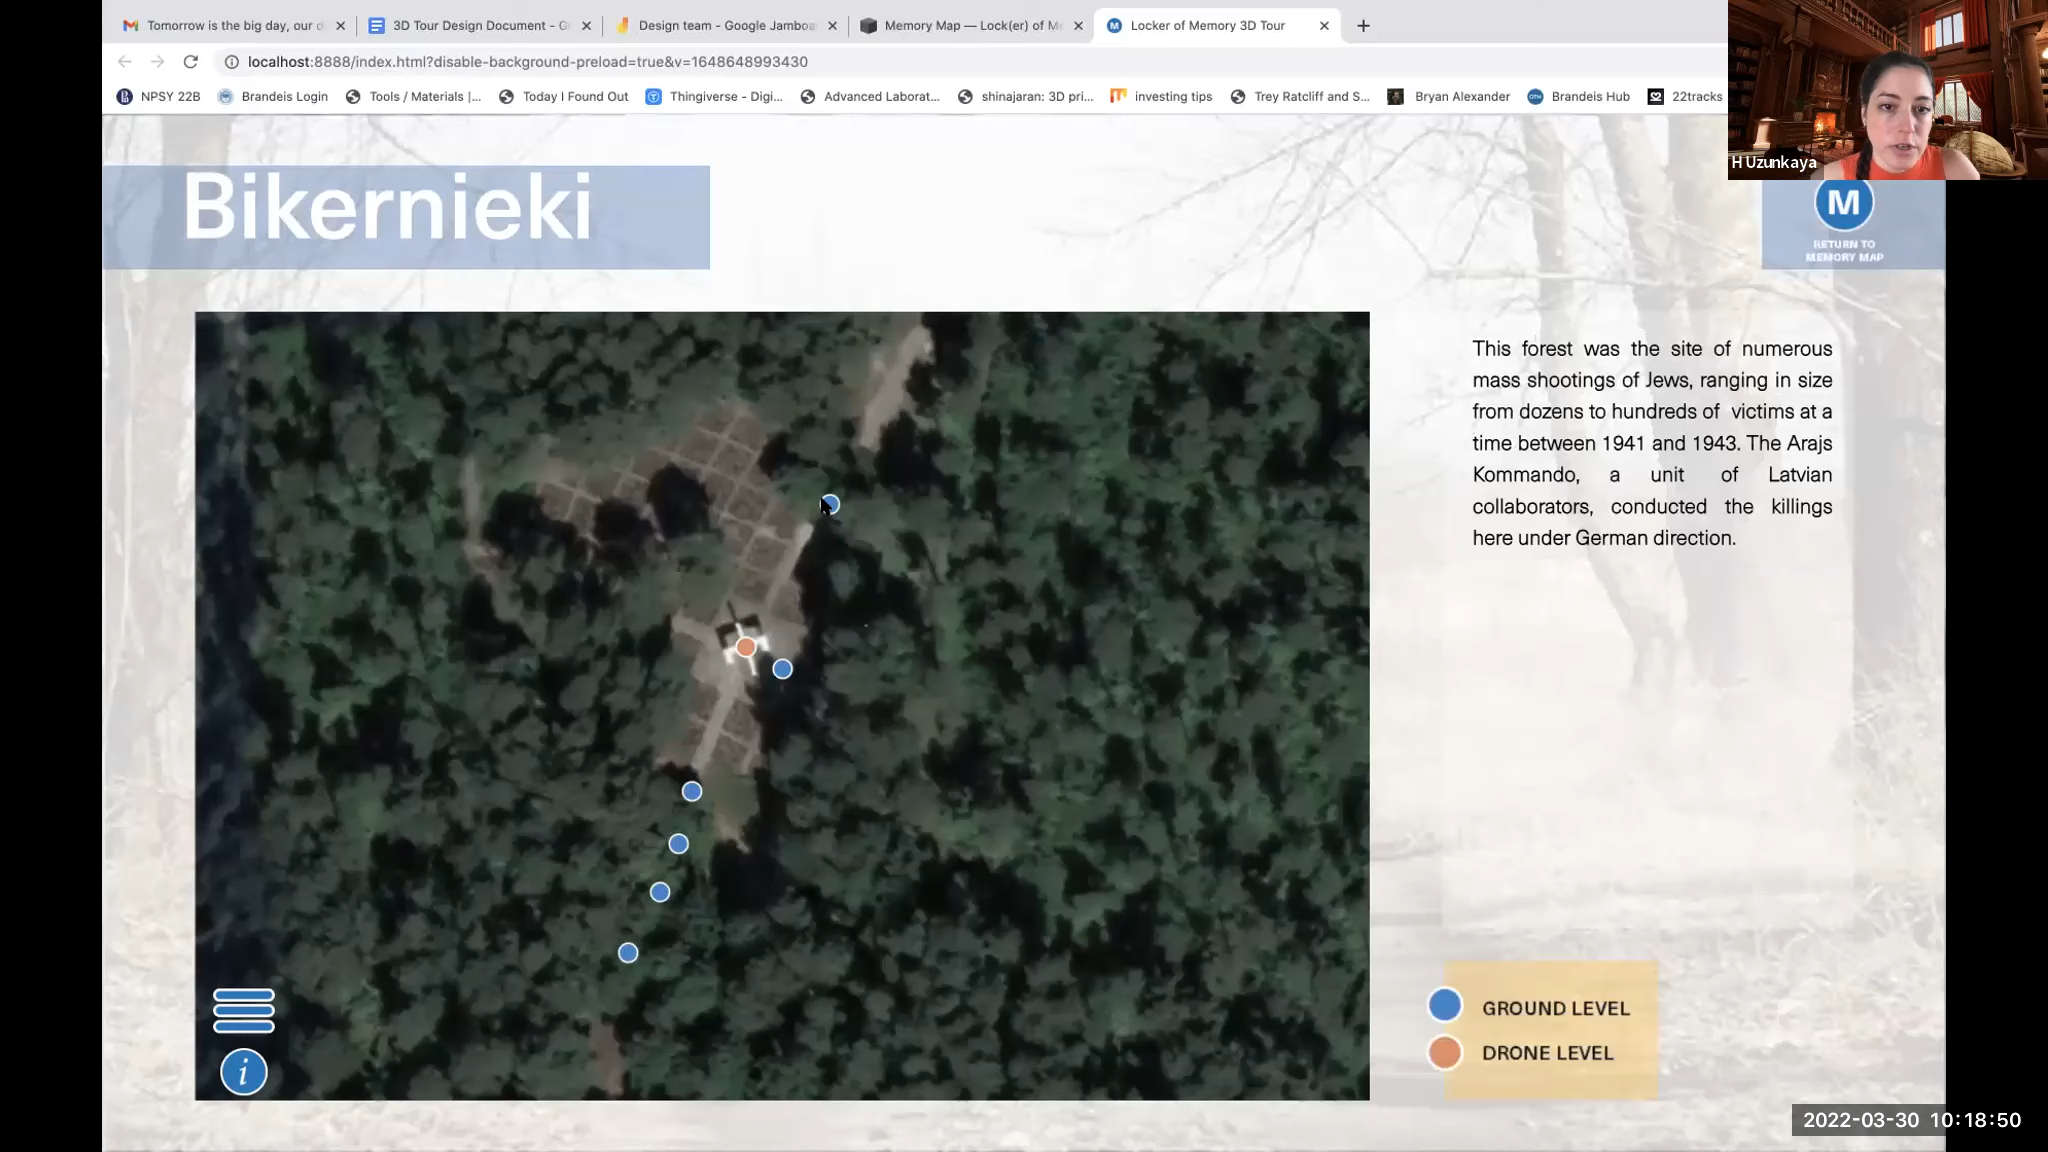 Tomorrow is the big day, our d
3D Tour Design Document - G
Design team - Google Jamboa
Memory Map — Lock(er) of M
Locker of Memory 3D Tour
localhost:8888/index.html?disable-background-preload=true&v=1648648993430
NPSY 22B
Brandeis Login
Tools / Materials |...
Today I Found Out
Thingiverse - Digi...
Advanced Laborat...
shinajaran: 3D pri...
investing tips
Trey Ratcliff and S...
Bryan Alexander
Brandeis Hub
22tracks
H Uzunkaya
Bikernieki
M
RETURN TO
MEMORY MAP
This forest was the site of numerous
mass shootings of Jews, ranging in size
from dozens to hundreds of victims at a
time between 1941 and 1943. The Arajs
Kommando, a unit of Latvian
collaborators, conducted the killings
here under German direction.
i
GROUND LEVEL
DRONE LEVEL
2022-03-30 10:18:50